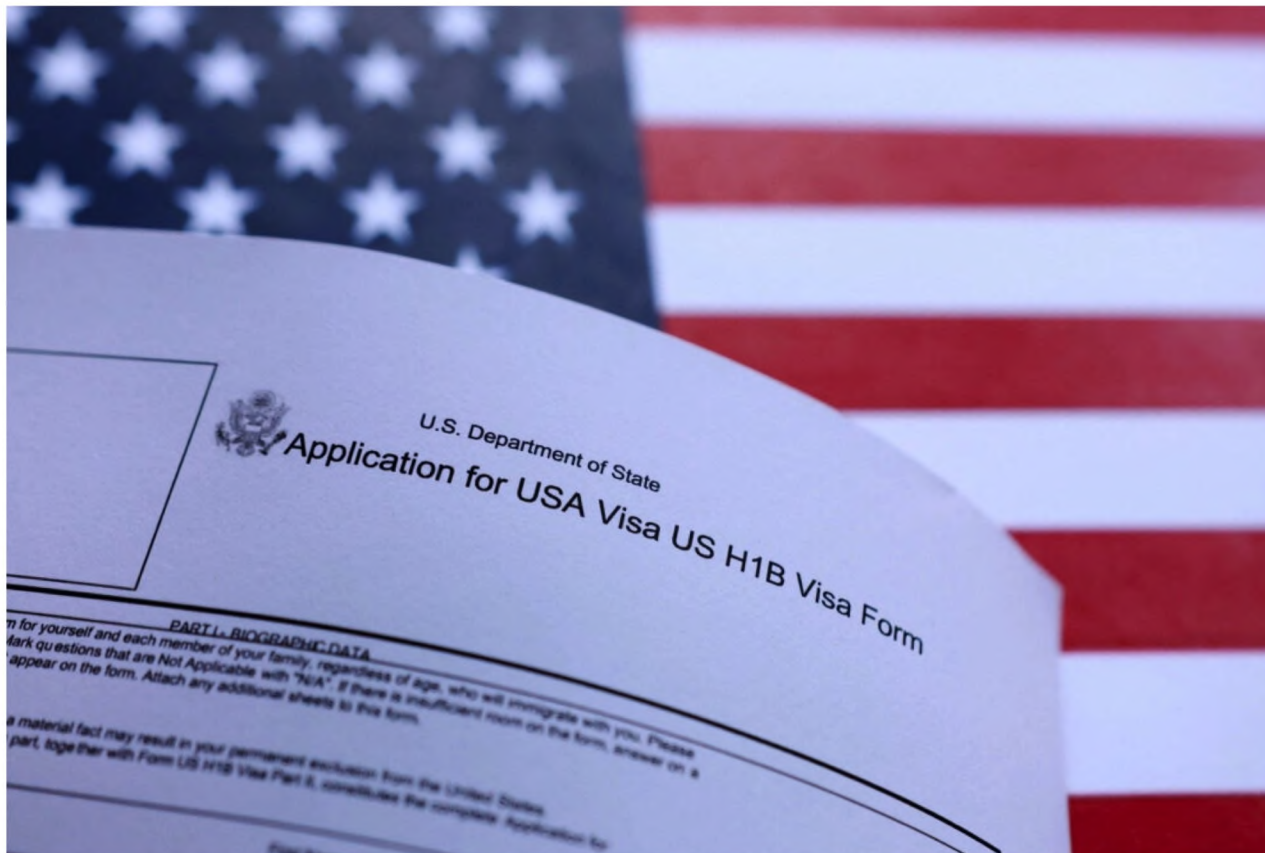 U.S. Department of State
Application for USA Visa US H1B Visa Form
PART I - BIOGRAPHIC DATA
m for yourself and each member of your family, regardless of age, who will immigrate with you. Please
Mark questions that are Not Applicable with "N/A". If there is insufficient room on the form, answer on a
appear on the form. Attach any additional sheets to this form.
a material fact may result in your permanent exclusion from the United States.
part, toge ther with Form US H1B Visa Part II, constitutes the complete Application for